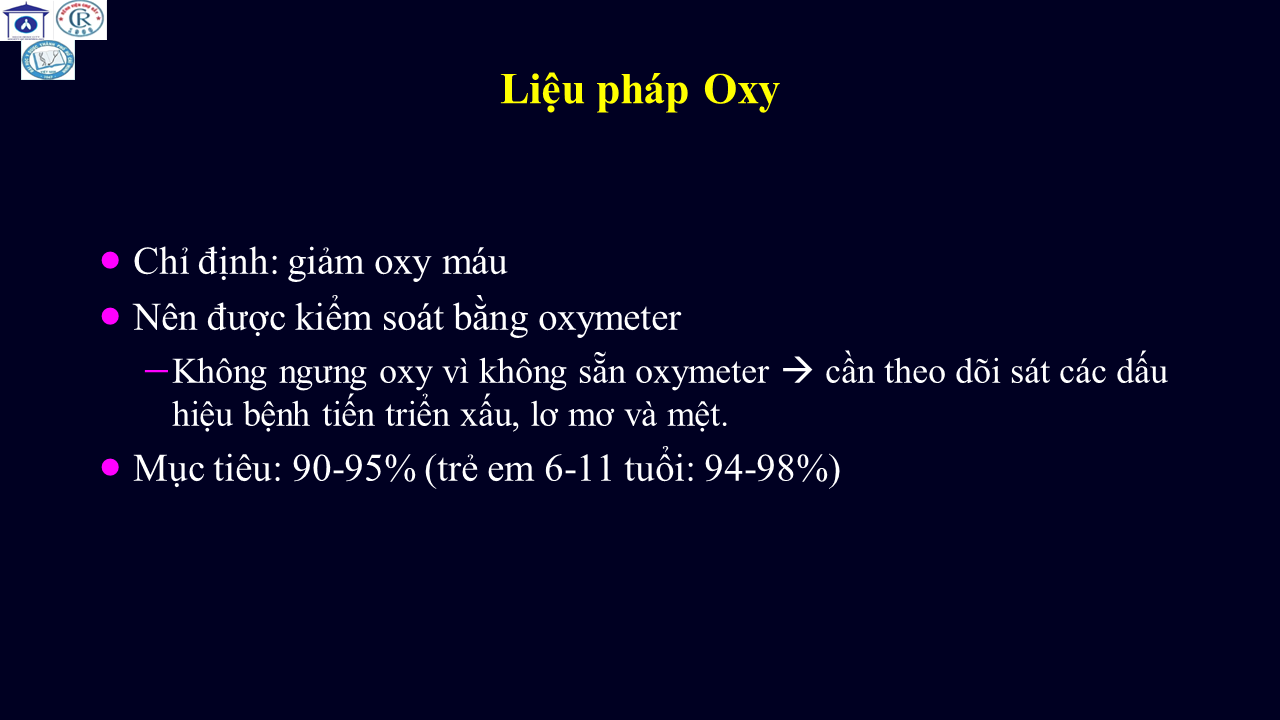 Liệu pháp Oxy
Chỉ định: giảm oxy máu
Nên được kiểm soát bằng oxymeter
Không ngưng oxy vì không sẵn oxymeter → cần theo dõi sát các dấu
hiệu bệnh tiến triển xấu, lơ mơ và mệt.
Mục tiêu: 90-95% (trẻ em 6-11 tuổi: 94-98%)